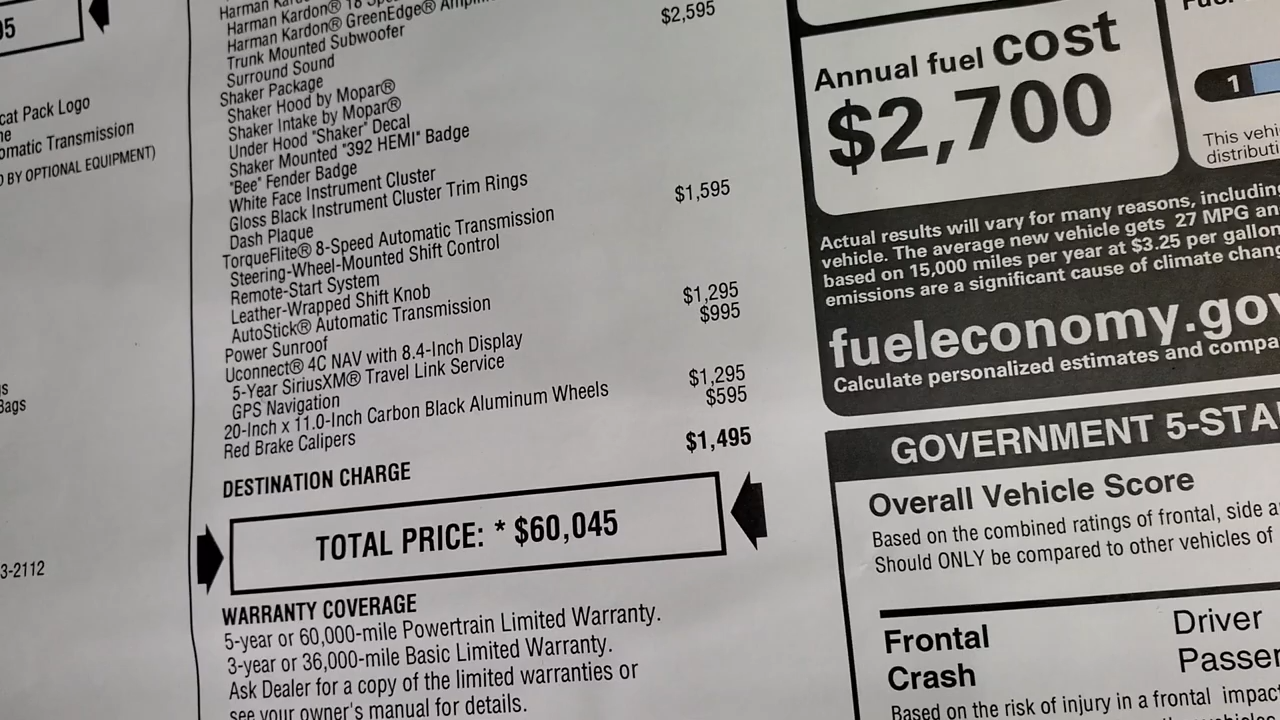 95
cat Pack Logo
omatic Transmission
D BY OPTIONAL EQUIPMENT)
3-2112
Harman Kardon®
Harman Kardon® GreenEdge®
Trunk Mounted Subwoofer
Surround Sound
Shaker Package $2,595
Shaker Hood by Mopar®
Shaker Intake by Mopar®
Under Hood "Shaker" Decal
Shaker Mounted "392 HEMI" Badge
"Bee" Fender Badge
White Face Instrument Cluster
Gloss Black Instrument Cluster Trim Rings
Dash Plaque
TorqueFlite® 8-Speed Automatic Transmission $1,595
Steering-Wheel-Mounted Shift Control
Remote-Start System
Leather-Wrapped Shift Knob
AutoStick® Automatic Transmission
Power Sunroof $1,295
Uconnect® 4C NAV with 8.4-Inch Display $995
5-Year SiriusXM® Travel Link Service
GPS Navigation
20-Inch x 11.0-Inch Carbon Black Aluminum Wheels $1,295
Red Brake Calipers $595
DESTINATION CHARGE $1,495
TOTAL PRICE: * $60,045
WARRANTY COVERAGE
5-year or 60,000-mile Powertrain Limited Warranty.
3-year or 36,000-mile Basic Limited Warranty.
Ask Dealer for a copy of the limited warranties or
see your owner's manual for details.
Annual fuel cost
$2,700
1
This vehi
distributi
Actual results will vary for many reasons, including
vehicle. The average new vehicle gets 27 MPG an
based on 15,000 miles per year at $3.25 per gallon
emissions are a significant cause of climate chang
fueleconomy.gov
Calculate personalized estimates and compa
GOVERNMENT 5-STA
Overall Vehicle Score
Based on the combined ratings of frontal, side a
Should ONLY be compared to other vehicles of
Frontal Driver
Crash Passen
Based on the risk of injury in a frontal impact